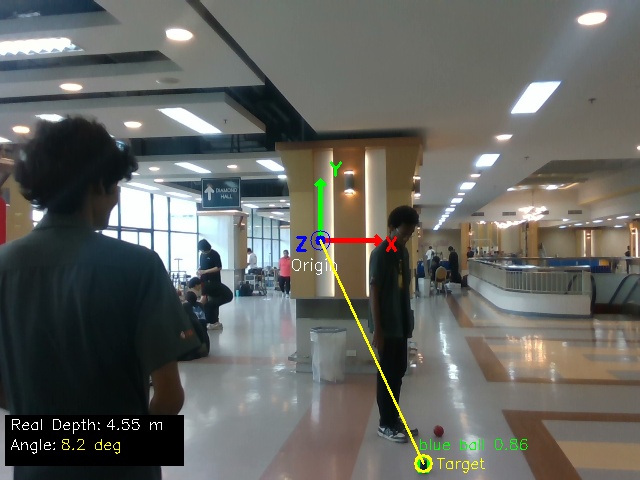 DIAMOND
HALL
Y
Z
X
Origin
Real Depth: 4.55 m
Angle: 8.2 deg
blue ball 0.86
Target